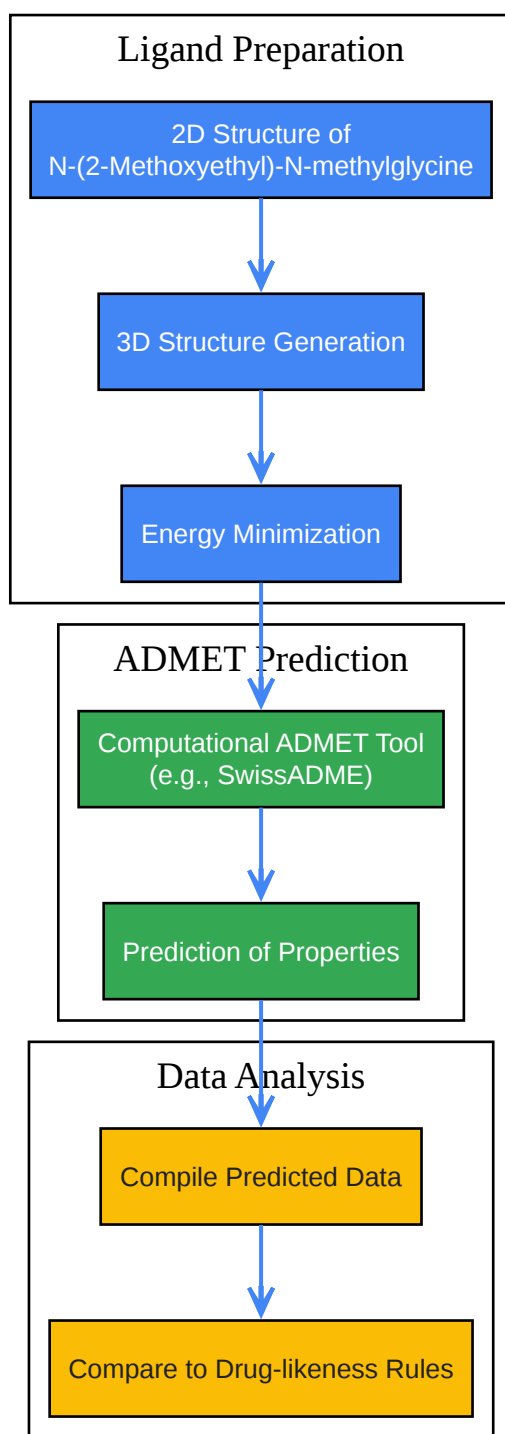 Ligand Preparation
2D Structure of
N-(2-Methoxyethyl)-N-methylglycine
3D Structure Generation
Energy Minimization
ADMET Prediction
Computational ADMET Tool
(e.g., SwissADME)
Prediction of Properties
Data Analysis
Compile Predicted Data
Compare to Drug-likeness Rules